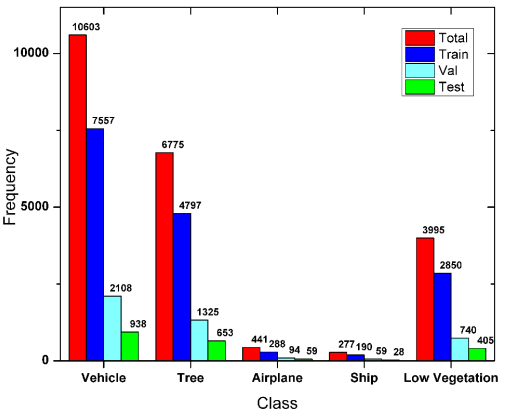 Total
Train
Val
Test
Frequency
10000
5000
0
10603
7557
2108
938
6775
4797
1325
653
441
288
94
59
277
190
59
28
3995
2850
740
405
Vehicle
Tree
Airplane
Ship
Low Vegetation
Class